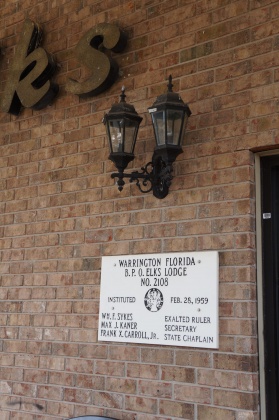 ks
WARRINGTON FLORIDA
B. P. O. ELKS LODGE
NO. 2108
INSTITUTED FEB. 28, 1959
WM. F. SYKES EXALTED RULER
MAX J. KANER SECRETARY
FRANK X. CARROLL, JR. STATE CHAPLAIN